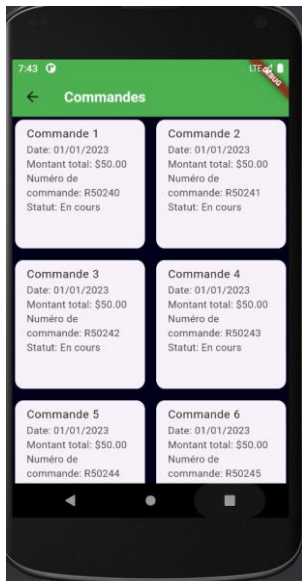 7:43 LTE
DEBUG
Commandes
Commande 1
Date: 01/01/2023
Montant total: $50.00
Numéro de
commande: R50240
Statut: En cours
Commande 2
Date: 01/01/2023
Montant total: $50.00
Numéro de
commande: R50241
Statut: En cours
Commande 3
Date: 01/01/2023
Montant total: $50.00
Numéro de
commande: R50242
Statut: En cours
Commande 4
Date: 01/01/2023
Montant total: $50.00
Numéro de
commande: R50243
Statut: En cours
Commande 5
Date: 01/01/2023
Montant total: $50.00
Numéro de
commande: R50244
Commande 6
Date: 01/01/2023
Montant total: $50.00
Numéro de
commande: R50245